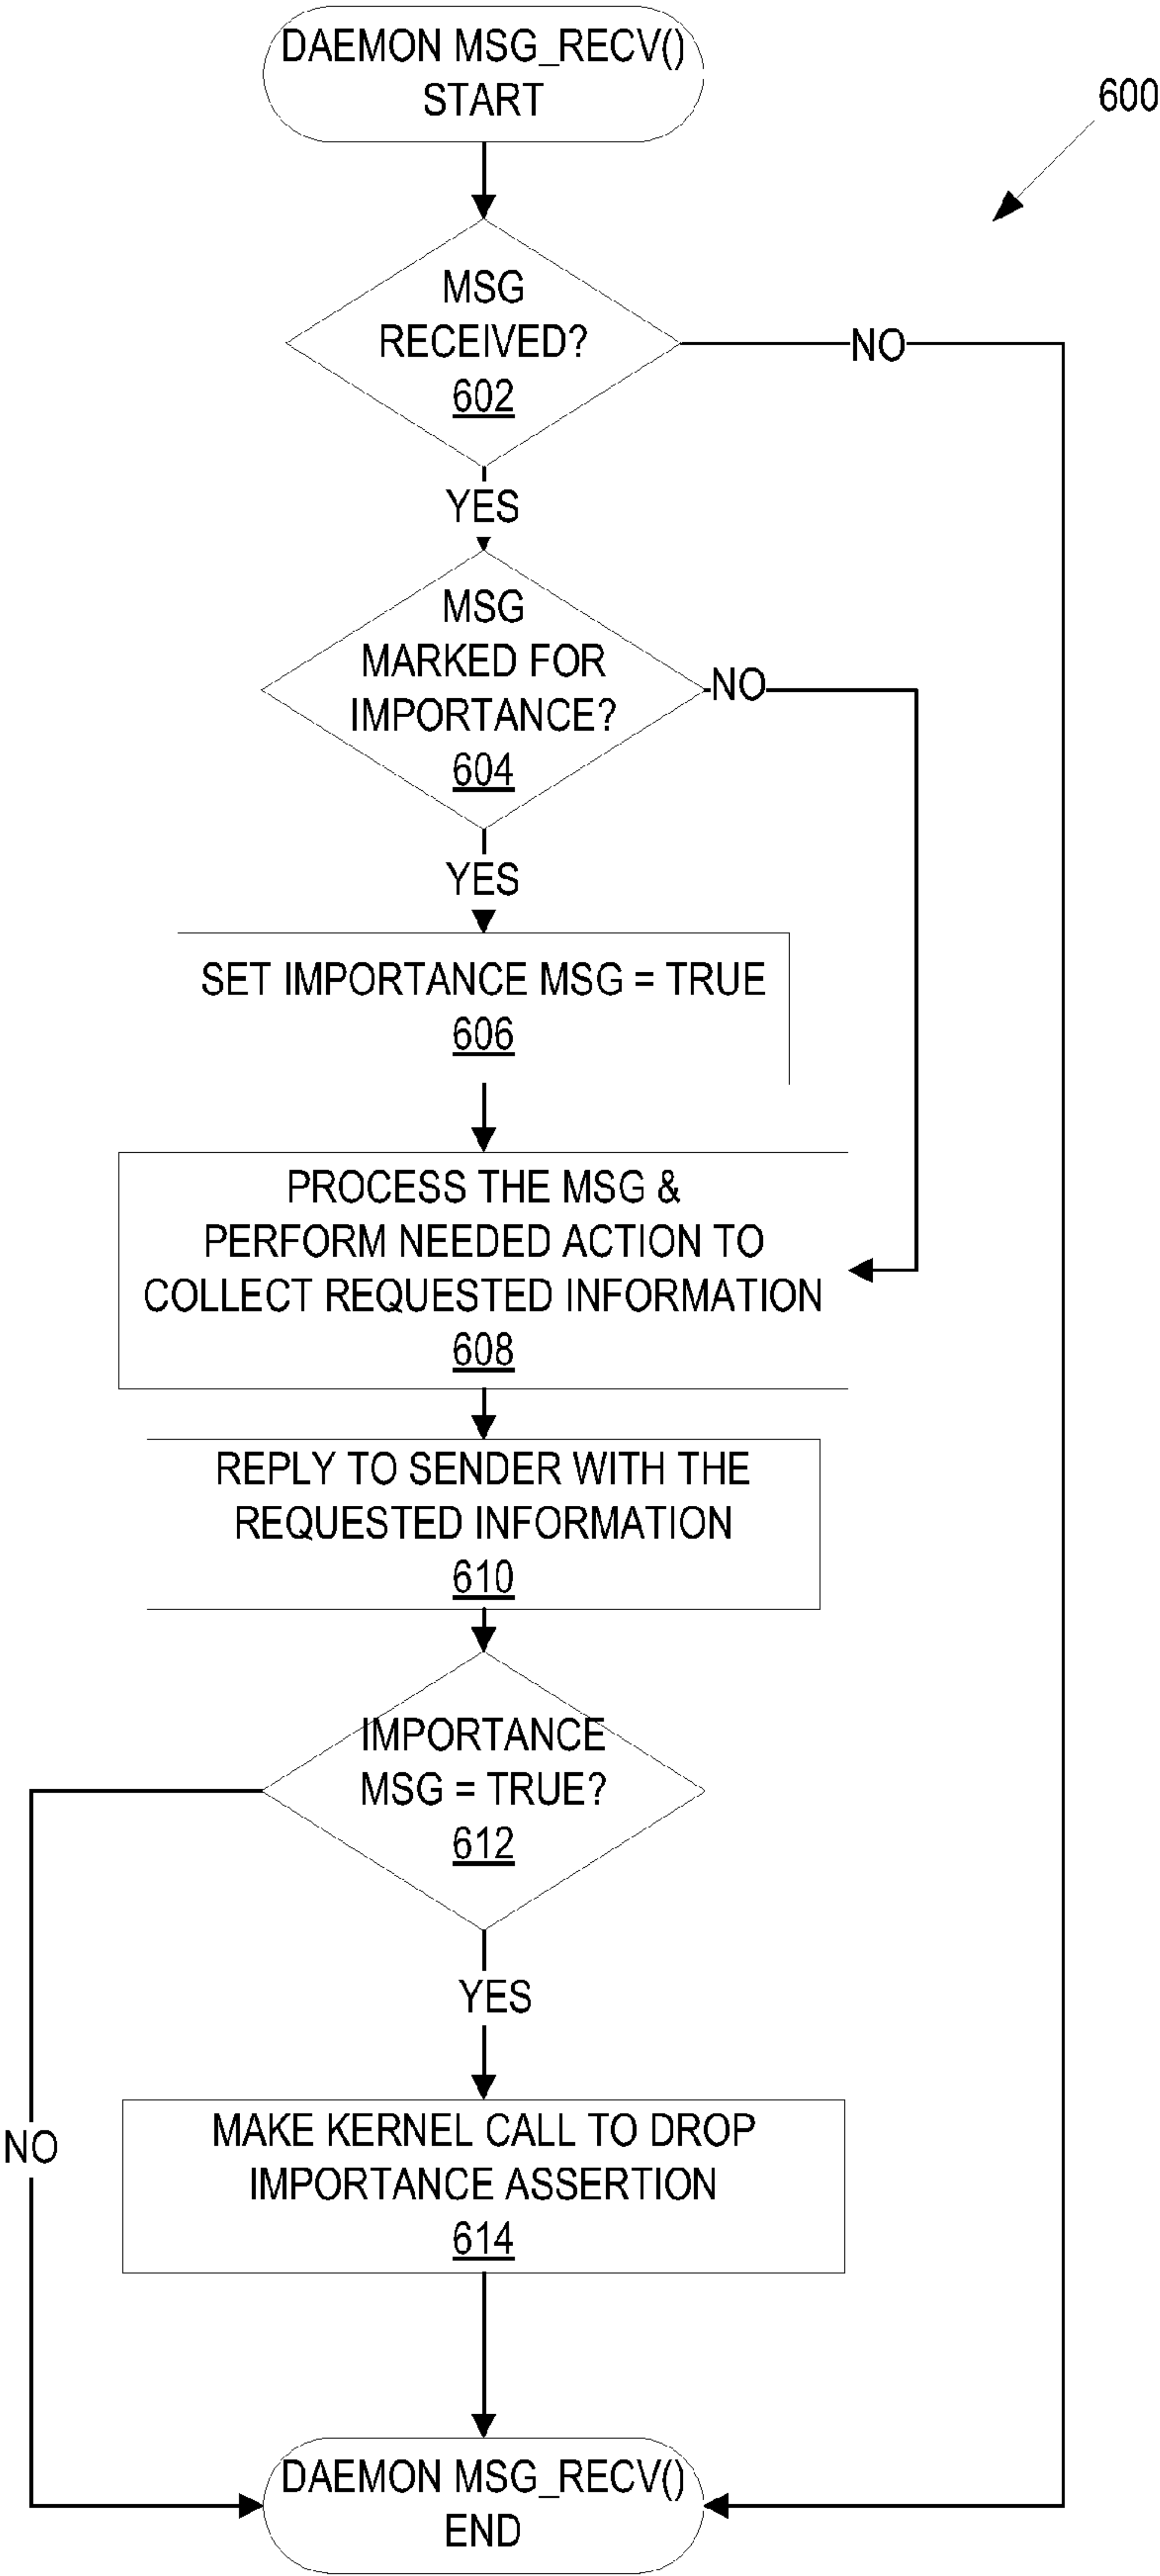 DAEMON MSG_RECV()
START
600
MSG
RECEIVED?
602
NO
YES
MSG
MARKED FOR
IMPORTANCE?
604
NO
YES
SET IMPORTANCE MSG = TRUE
606
PROCESS THE MSG &
PERFORM NEEDED ACTION TO
COLLECT REQUESTED INFORMATION
608
REPLY TO SENDER WITH THE
REQUESTED INFORMATION
610
IMPORTANCE
MSG = TRUE?
612
YES
NO
MAKE KERNEL CALL TO DROP
IMPORTANCE ASSERTION
614
DAEMON MSG_RECV()
END